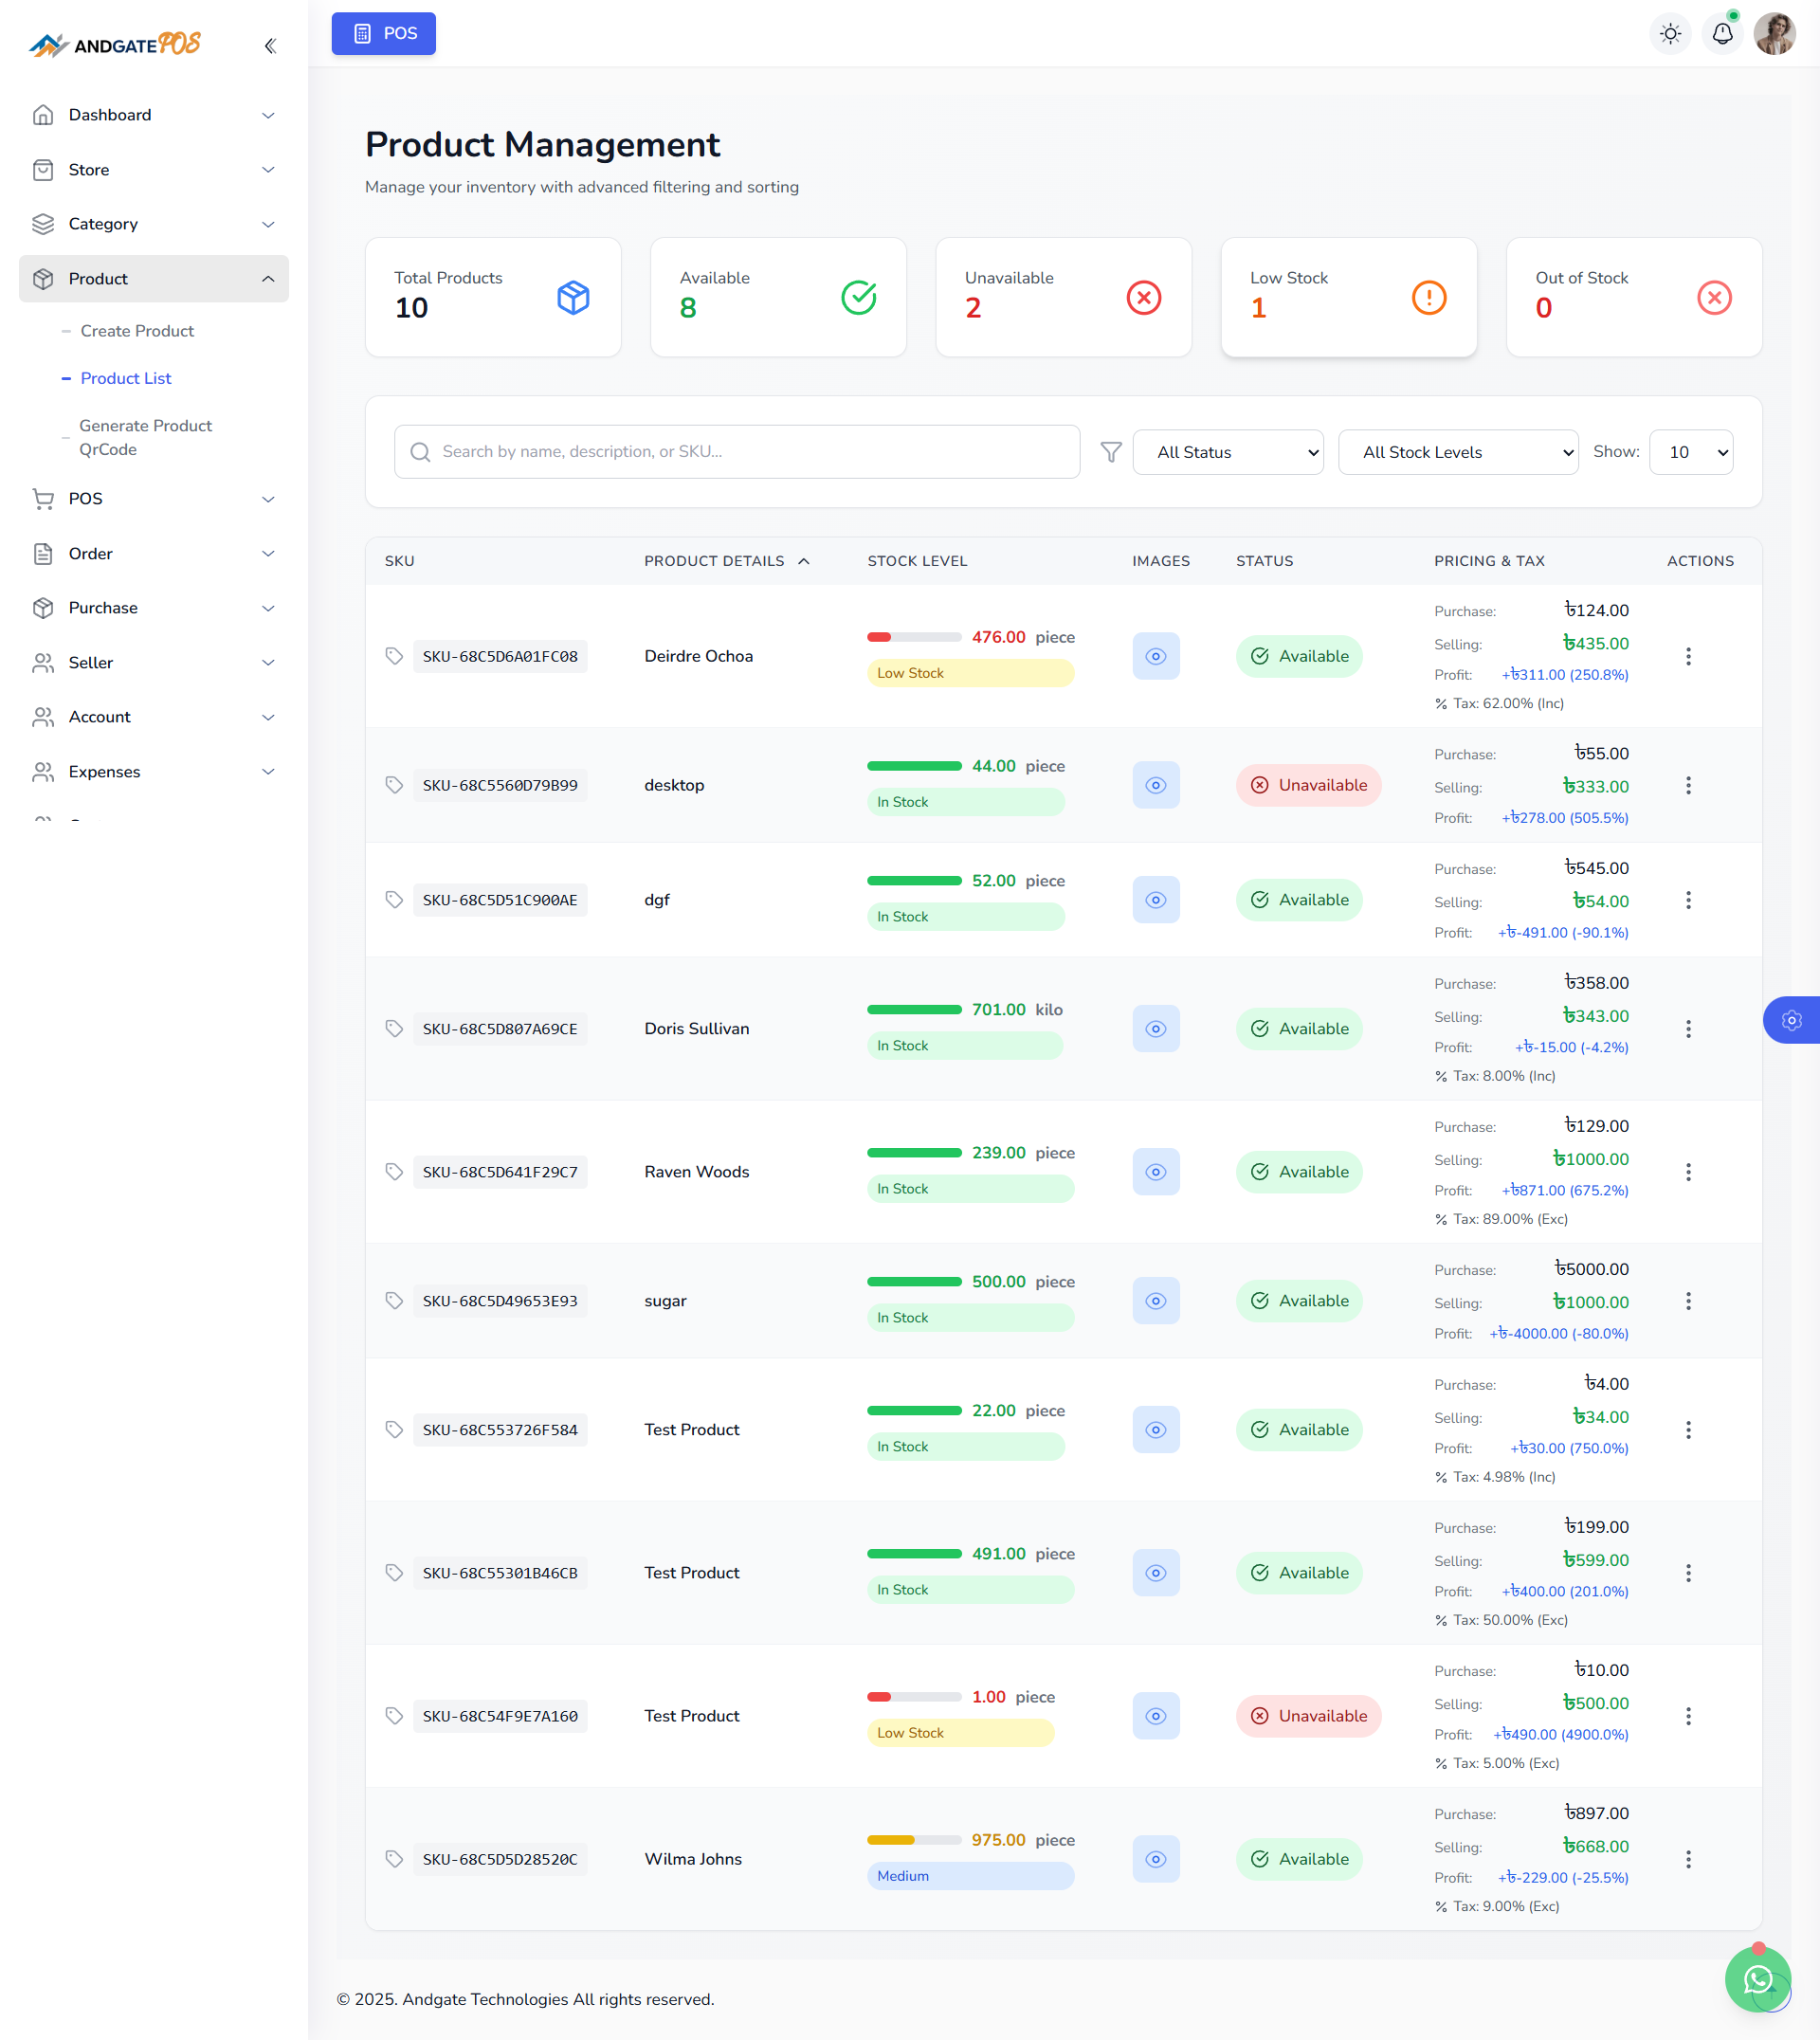 ANDGATE POS
POS
Dashboard
Store
Category
Product
Create Product
Product List
Generate Product
QrCode
POS
Order
Purchase
Seller
Account
Expenses
Product Management
Manage your inventory with advanced filtering and sorting
Total Products
10
Available
8
Unavailable
2
Low Stock
1
Out of Stock
0
Search by name, description, or SKU...
All Status
All Stock Levels
Show:
10
SKU PRODUCT DETAILS STOCK LEVEL IMAGES STATUS PRICING & TAX ACTIONS
SKU-68C5D6A01FC08
Deirdre Ochoa
476.00 piece
Low Stock
Available
Purchase: ৳124.00
Selling: ৳435.00
Profit: +৳311.00 (250.8%)
% Tax: 62.00% (Inc)
SKU-68C5560D79B99
desktop
44.00 piece
In Stock
Unavailable
Purchase: ৳55.00
Selling: ৳333.00
Profit: +৳278.00 (505.5%)
SKU-68C5D51C900AE
dgf
52.00 piece
In Stock
Available
Purchase: ৳545.00
Selling: ৳54.00
Profit: +৳-491.00 (-90.1%)
SKU-68C5D807A69CE
Doris Sullivan
701.00 kilo
In Stock
Available
Purchase: ৳358.00
Selling: ৳343.00
Profit: +৳-15.00 (-4.2%)
% Tax: 8.00% (Inc)
SKU-68C5D641F29C7
Raven Woods
239.00 piece
In Stock
Available
Purchase: ৳129.00
Selling: ৳1000.00
Profit: +৳871.00 (675.2%)
% Tax: 89.00% (Exc)
SKU-68C5D49653E93
sugar
500.00 piece
In Stock
Available
Purchase: ৳5000.00
Selling: ৳1000.00
Profit: +৳-4000.00 (-80.0%)
SKU-68C553726F584
Test Product
22.00 piece
In Stock
Available
Purchase: ৳4.00
Selling: ৳34.00
Profit: +৳30.00 (750.0%)
% Tax: 4.98% (Inc)
SKU-68C55301B46CB
Test Product
491.00 piece
In Stock
Available
Purchase: ৳199.00
Selling: ৳599.00
Profit: +৳400.00 (201.0%)
% Tax: 50.00% (Exc)
SKU-68C54F9E7A160
Test Product
1.00 piece
Low Stock
Unavailable
Purchase: ৳10.00
Selling: ৳500.00
Profit: +৳490.00 (4900.0%)
% Tax: 5.00% (Exc)
SKU-68C5D5D28520C
Wilma Johns
975.00 piece
Medium
Available
Purchase: ৳897.00
Selling: ৳668.00
Profit: +৳-229.00 (-25.5%)
% Tax: 9.00% (Exc)
© 2025. Andgate Technologies All rights reserved.